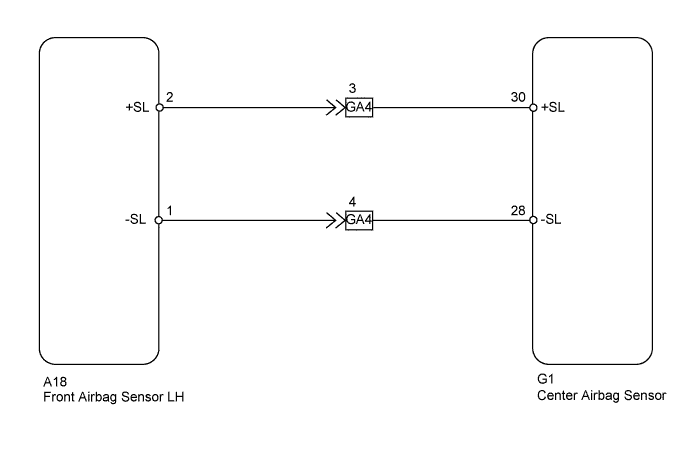 3
2
30
+SL
GA4
+SL
4
1
28
-SL
GA4
-SL
A18
Front Airbag Sensor LH
G1
Center Airbag Sensor